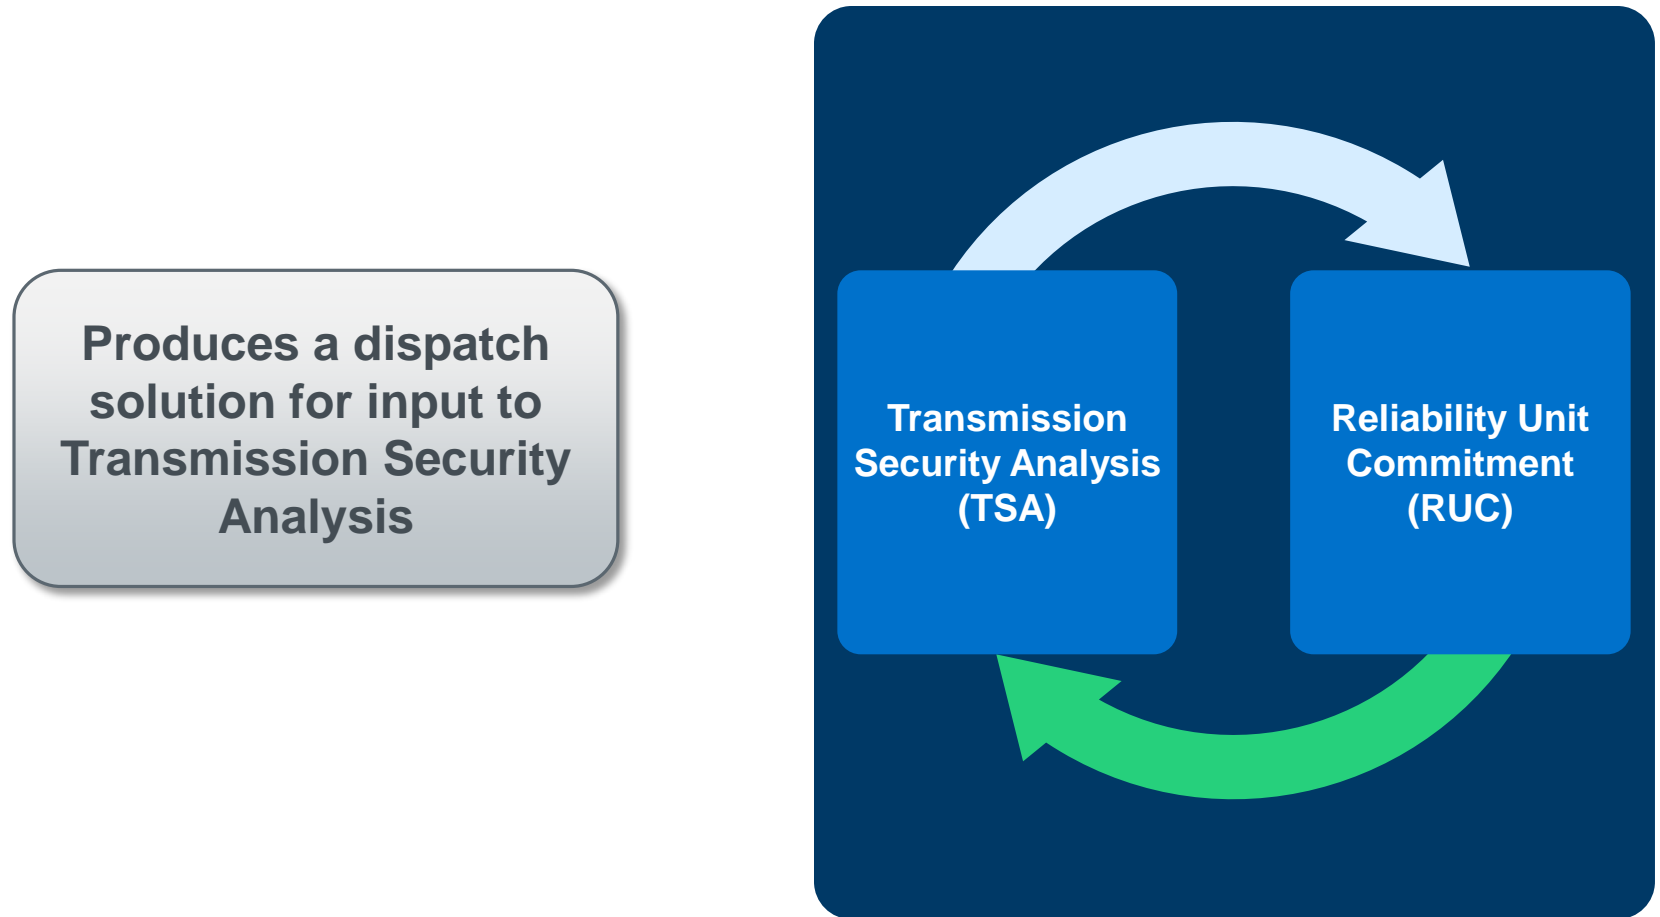 Produces a dispatch
solution for input to
Transmission Security
Analysis
Transmission
Security Analysis
(TSA)
Reliability Unit
Commitment
(RUC)